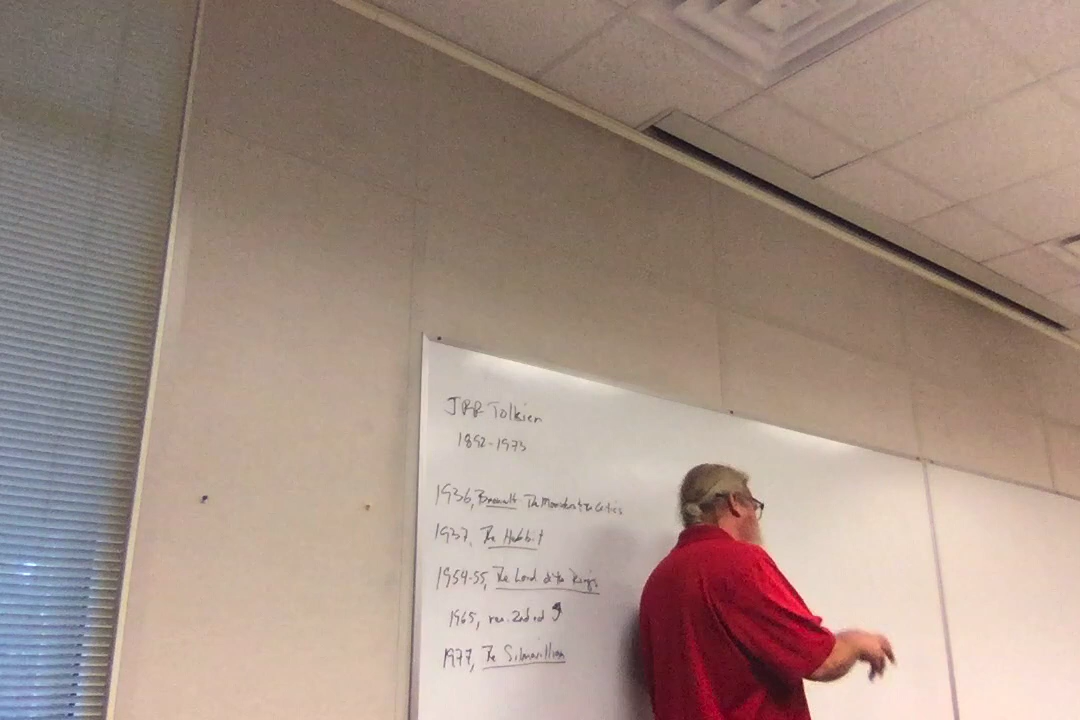 JRR Tolkien
1892-1973
1936, Beowulf: The Monsters & the Critics
1937, The Hobbit
1954-55, The Lord of the Rings
1965, rev. 2nd ed
1977, The Silmarillion